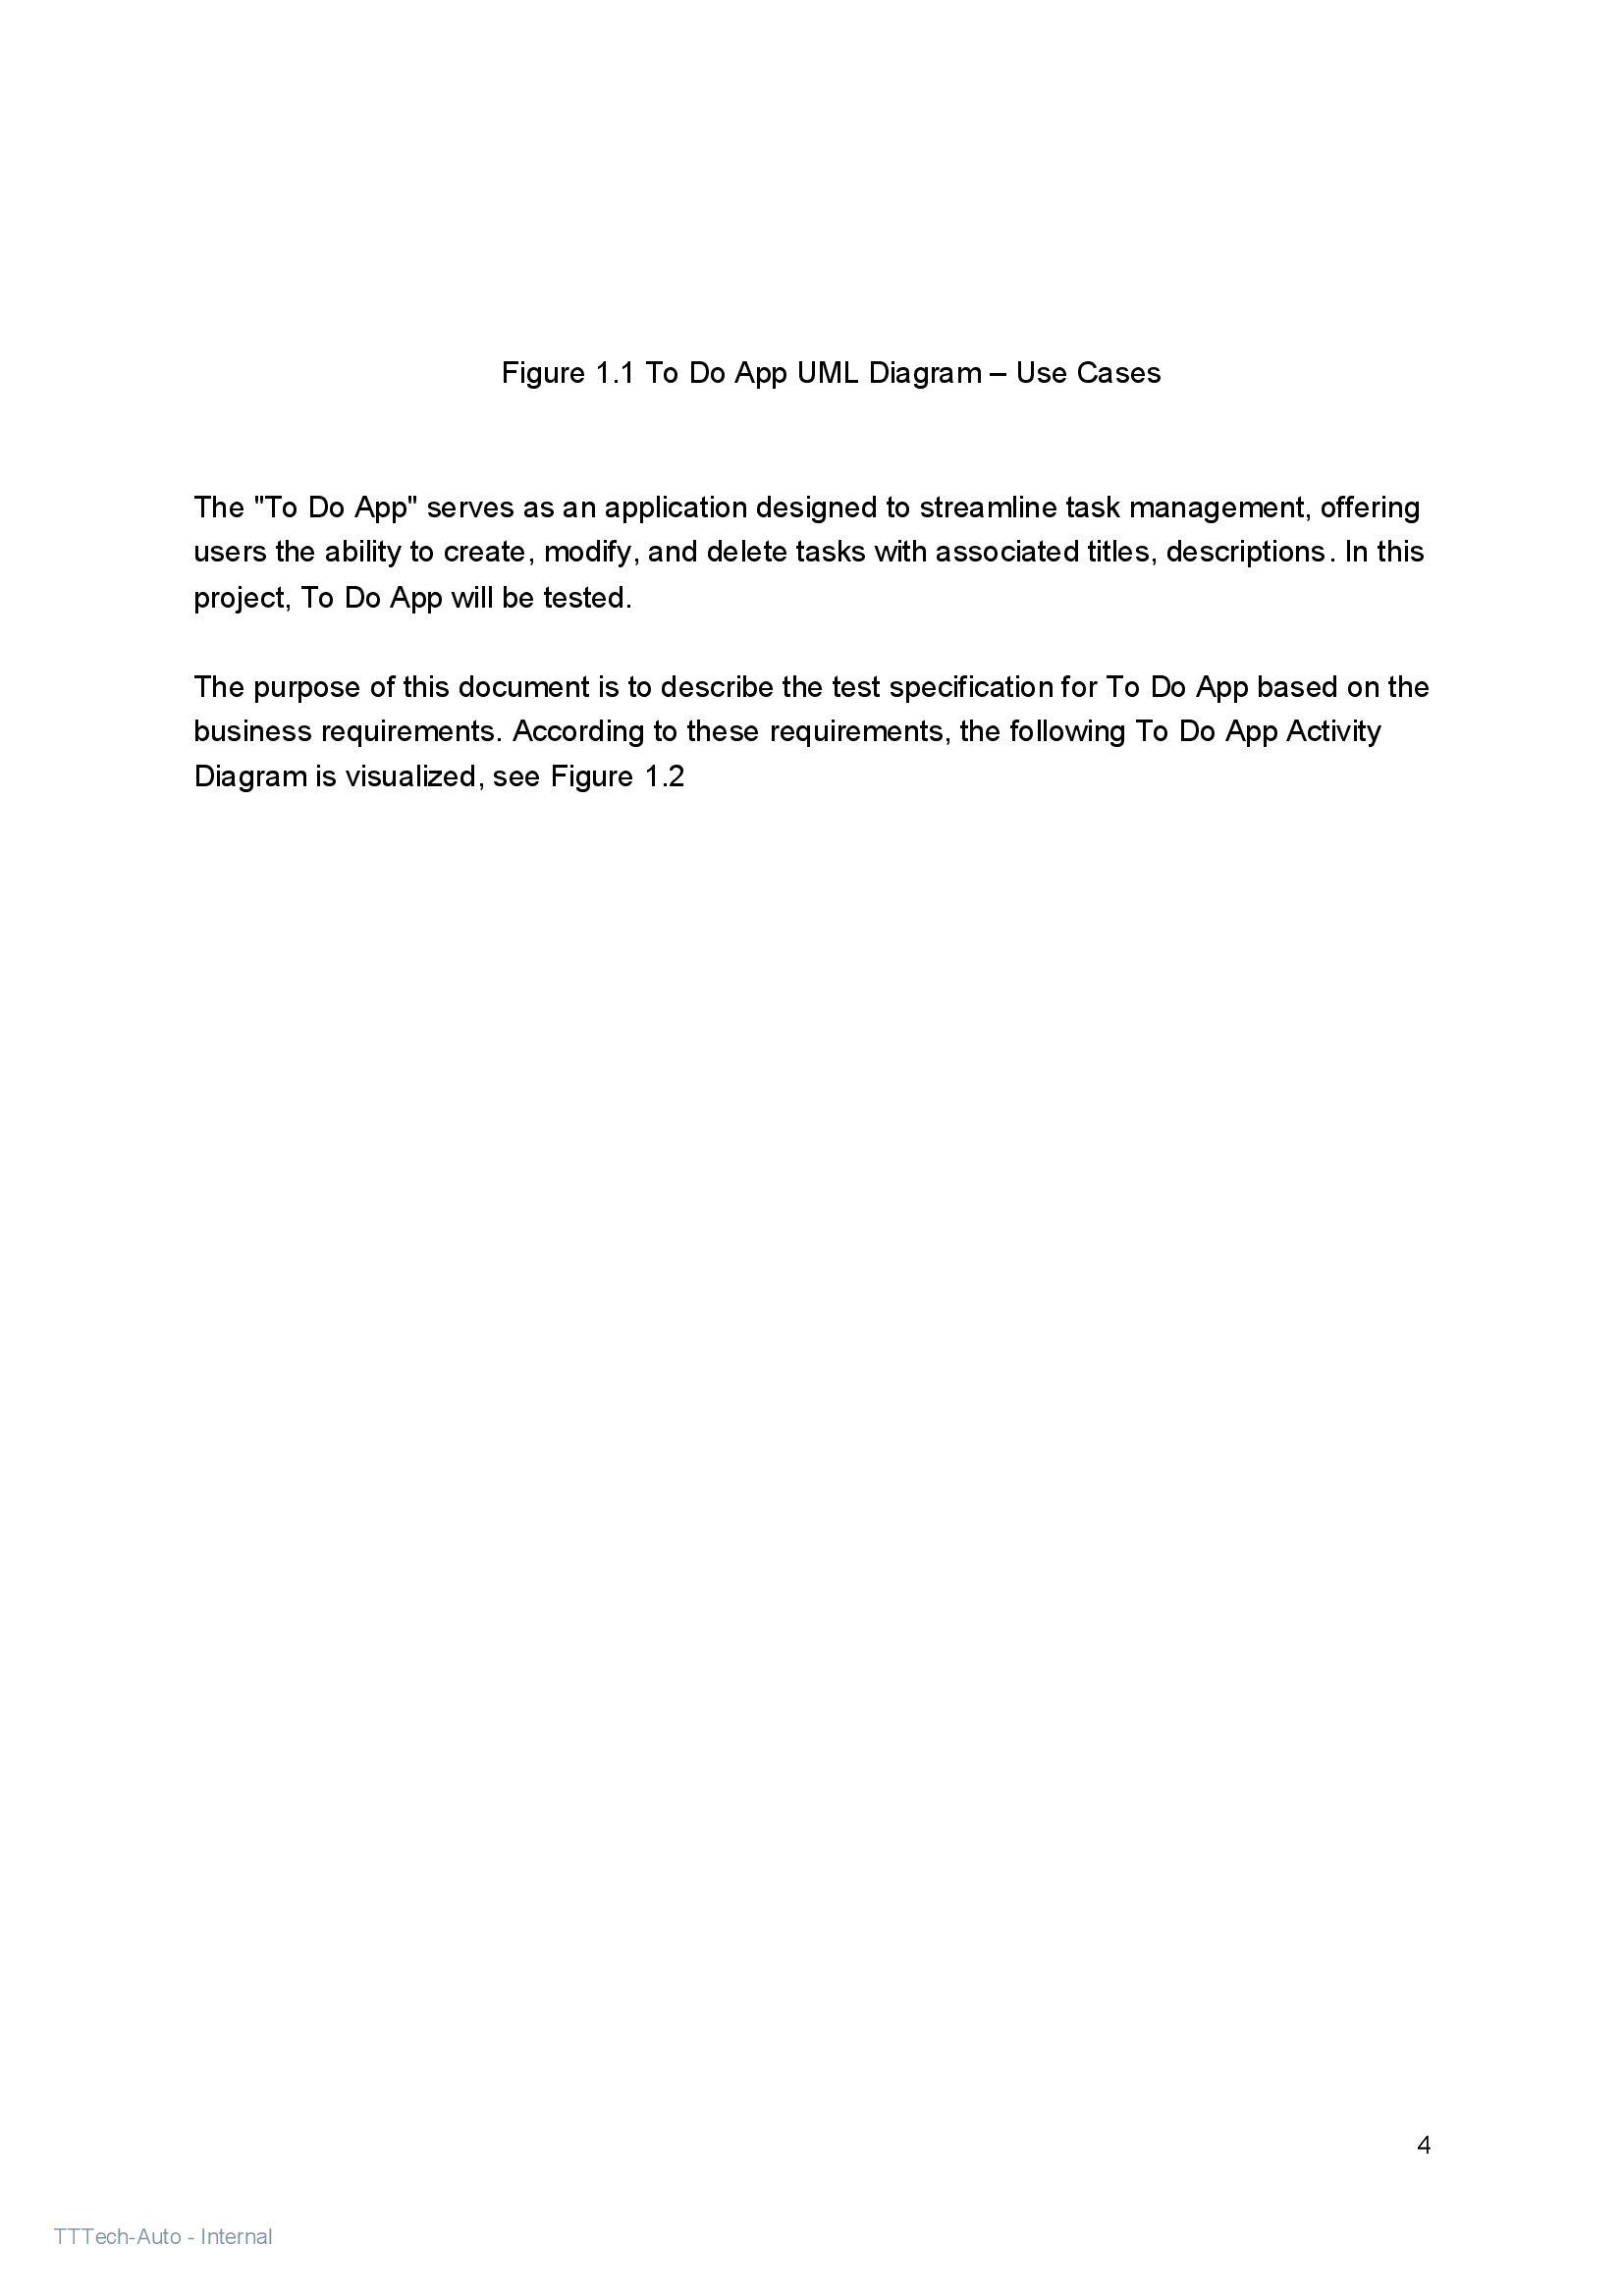 Figure 1.1 To Do App UML Diagram – Use Cases
The "To Do App" serves as an application designed to streamline task management, offering
users the ability to create, modify, and delete tasks with associated titles, descriptions. In this
project, To Do App will be tested.
The purpose of this document is to describe the test specification for To Do App based on the
business requirements. According to these requirements, the following To Do App Activity
Diagram is visualized, see Figure 1.2
4
TTTech-Auto - Internal